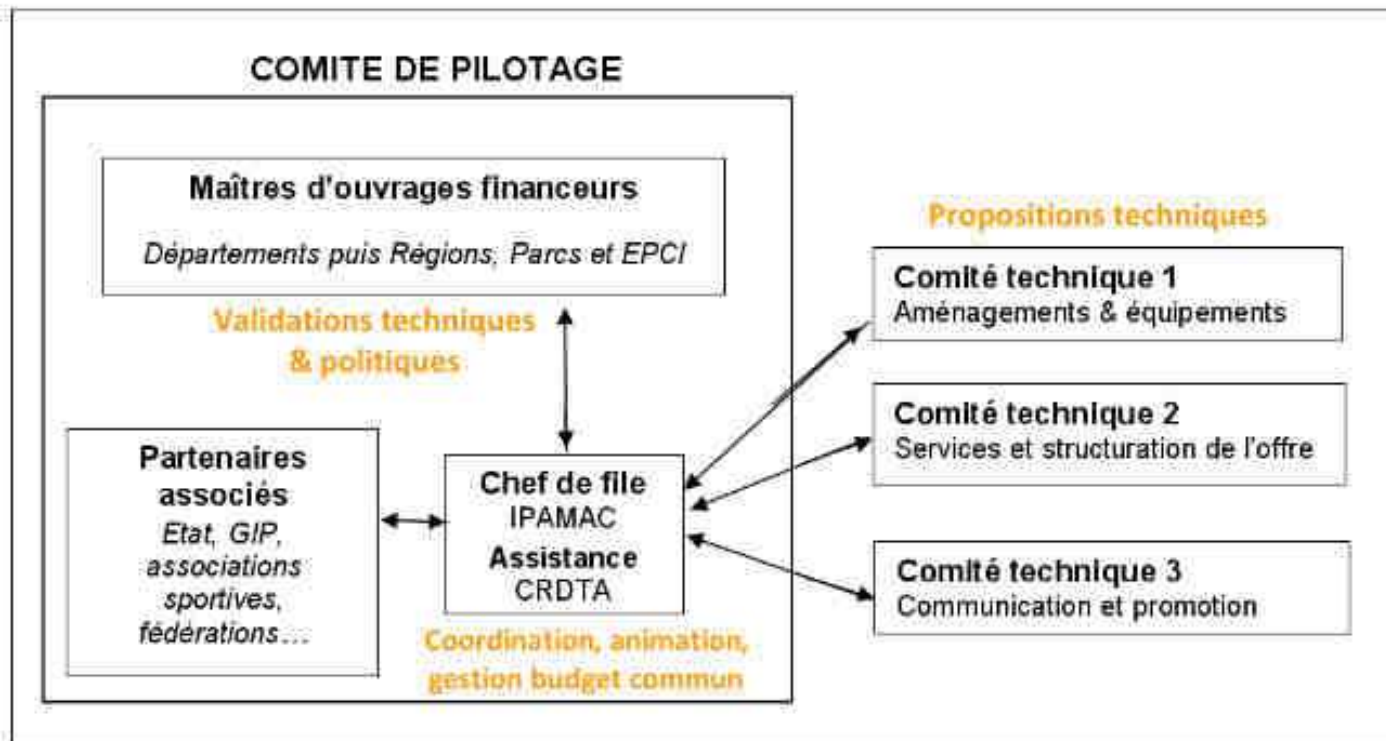 COMITE DE PILOTAGE
Maîtres d'ouvrages financeurs
Départements puis Régions, Parcs et EPCI
Validations techniques
& politiques
Partenaires
associés
Etat, GIP,
associations
sportives,
fédérations…
Chef de file
IPAMAC
Assistance
CRDTA
Coordination, animation,
gestion budget commun
Propositions techniques
Comité technique 1
Aménagements & équipements
Comité technique 2
Services et structuration de l'offre
Comité technique 3
Communication et promotion